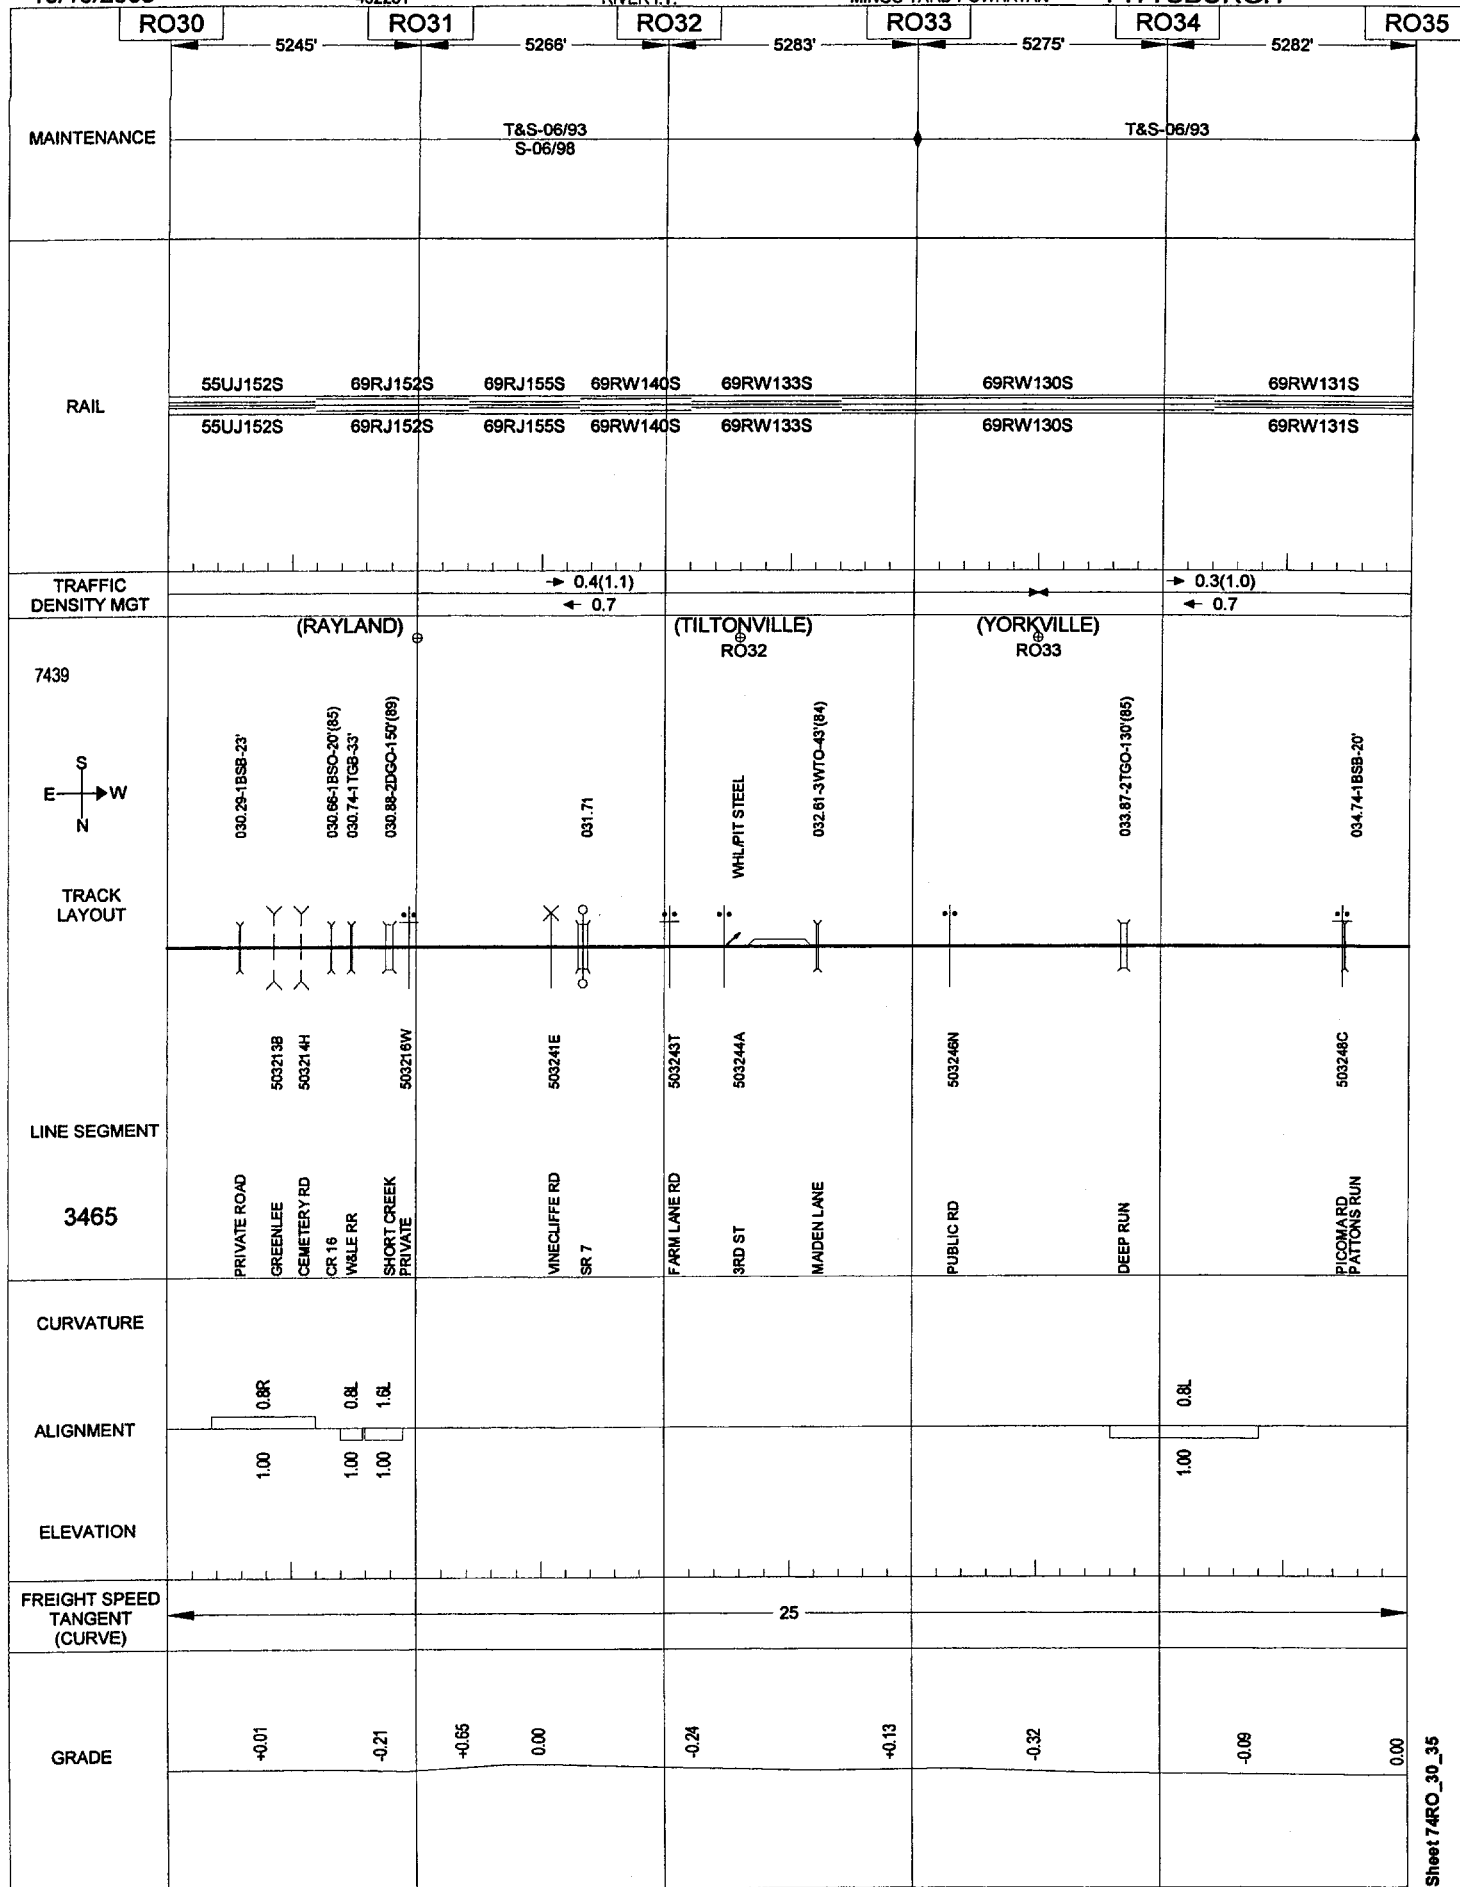 RO30 RO31 RO32 RO33 RO34 RO35
5245' 5266' 5283' 5275' 5282'
MAINTENANCE
T&S-06/93 T&S-06/93
S-06/98
55UJ152S 69RJ152S 69RJ155S 69RW140S 69RW133S 69RW130S 69RW131S
RAIL
55UJ152S 69RJ152S 69RJ155S 69RW140S 69RW133S 69RW130S 69RW131S
TRAFFIC
DENSITY MGT
0.4(1.1) 0.3(1.0)
0.7 0.7
(RAYLAND) (TILTONVILLE) (YORKVILLE)
RO32 RO33
7439
S
E W
N
030.29-1BSB-23'
030.66-1BSO-20'(85)
030.74-1TGB-33'
030.88-2DGO-150'(89)
031.71
WHL/PIT STEEL
032.61-3WTO-43'(84)
033.87-2TGO-130'(85)
034.74-1BSB-20'
TRACK
LAYOUT
503213B
503214H
503216W
503241E
503243T
503244A
503246N
503248C
LINE SEGMENT
3465
PRIVATE ROAD
GREENLEE
CEMETERY RD
CR 16
W&LE RR
SHORT CREEK
PRIVATE
VINECLIFFE RD
SR 7
FARM LANE RD
3RD ST
MAIDEN LANE
PUBLIC RD
DEEP RUN
PICOMA RD
PATTONS RUN
CURVATURE
0.8R 0.8L 1.6L 0.8L
ALIGNMENT
1.00 1.00 1.00 1.00
ELEVATION
FREIGHT SPEED
TANGENT
(CURVE)
25
GRADE
+0.01 -0.21 +0.65 0.00 -0.24 +0.13 -0.32 -0.09 0.00
Sheet 74RO_30_35